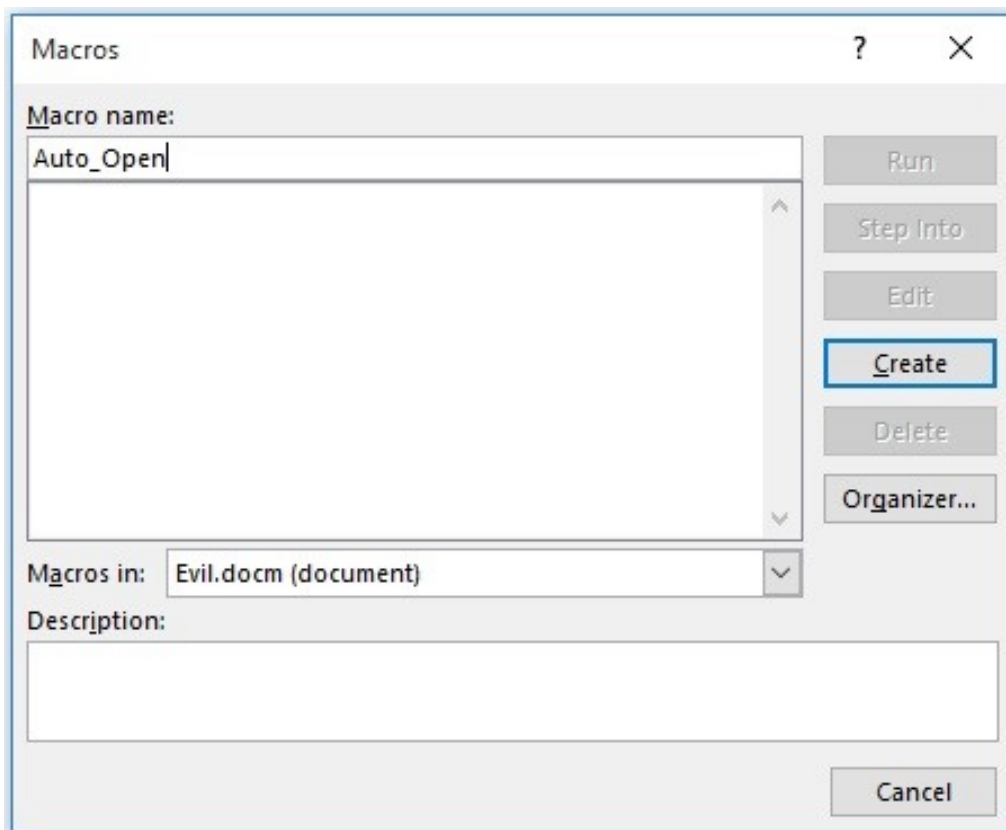 Macros ?
Macro name:
Auto_Open
Run
Step Into
Edit
Create
Delete
Organizer...
Macros in: Evil.docm (document)
Description:
Cancel